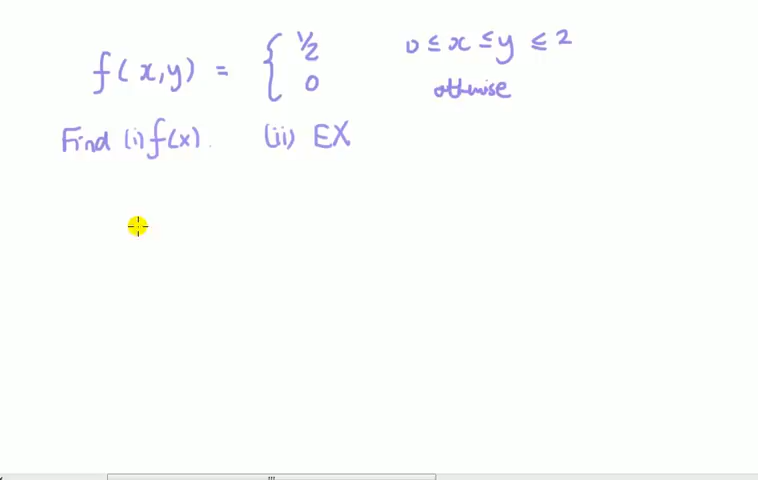 f(x,y) = { 1/2 0 ≤ x ≤ y ≤ 2
0 otherwise
Find (i) f(x). (ii) EX